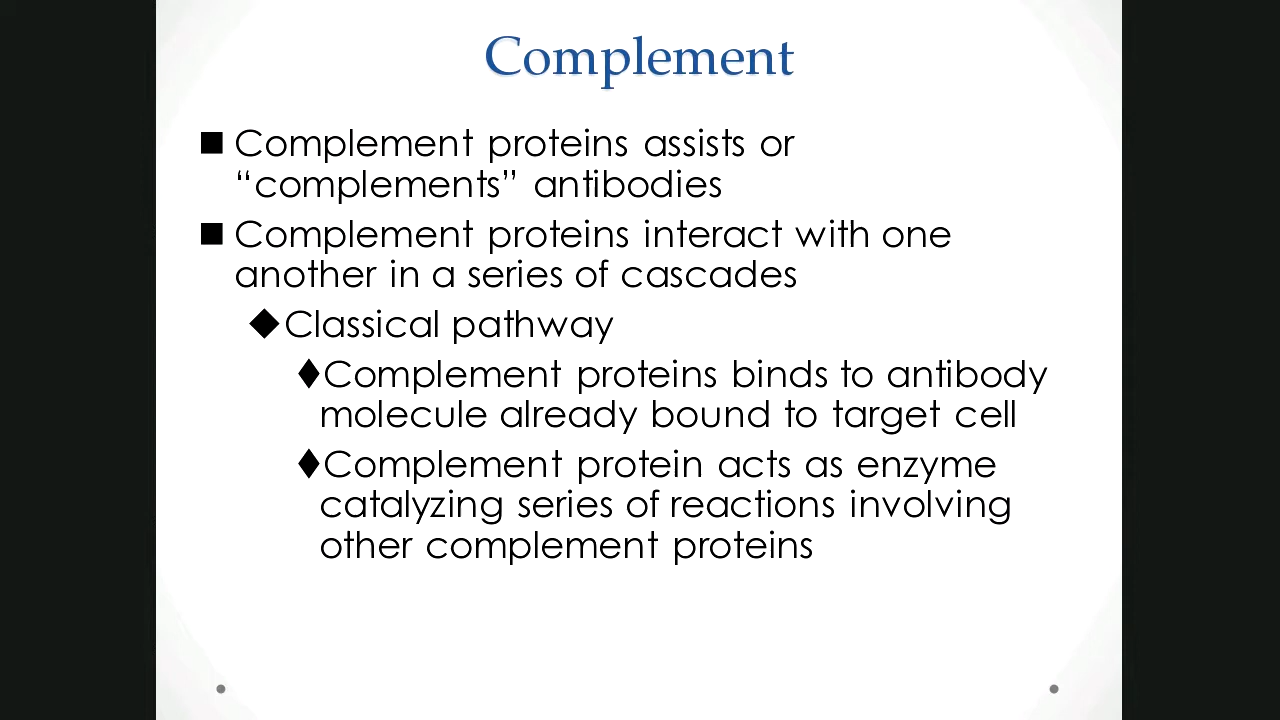 Complement
■ Complement proteins assists or
“complements” antibodies
■ Complement proteins interact with one
another in a series of cascades
◆Classical pathway
♦Complement proteins binds to antibody
molecule already bound to target cell
♦Complement protein acts as enzyme
catalyzing series of reactions involving
other complement proteins